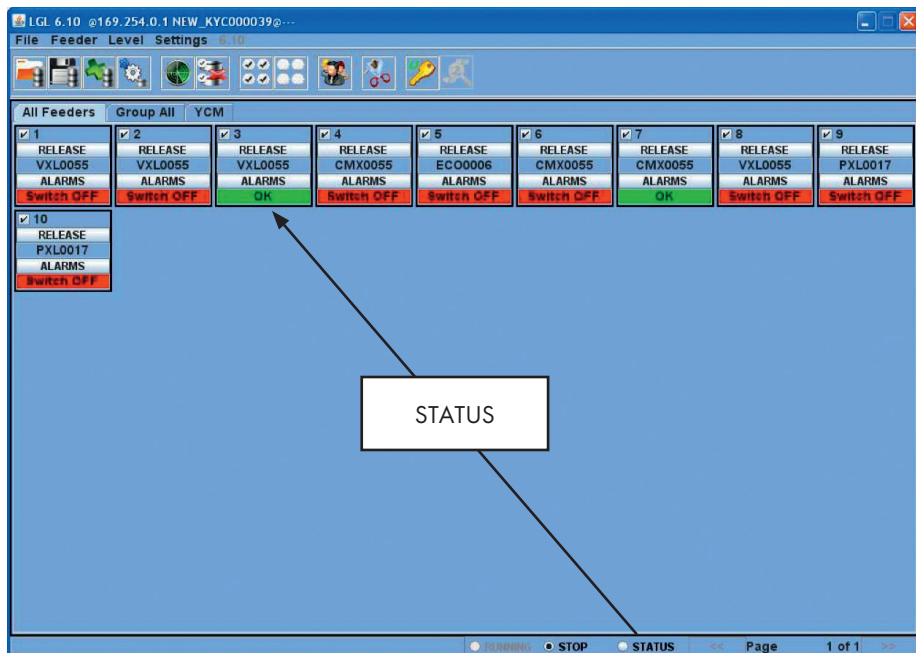 LGL 6.10 @169.254.0.1 NEW_KYC000039@---
File Feeder Level Settings 6.10
All Feeders Group All YCM
1 2 3 4 5 6 7 8 9
RELEASE RELEASE RELEASE RELEASE RELEASE RELEASE RELEASE RELEASE RELEASE
VXL0055 VXL0055 VXL0055 CMX0055 ECO0006 CMX0055 CMX0055 VXL0055 PXL0017
ALARMS ALARMS ALARMS ALARMS ALARMS ALARMS ALARMS ALARMS ALARMS
Switch OFF Switch OFF OK Switch OFF Switch OFF Switch OFF OK Switch OFF Switch OFF
10
RELEASE
PXL0017
ALARMS
Switch OFF
STATUS
RUNNING STOP STATUS << Page 1 of 1 >>